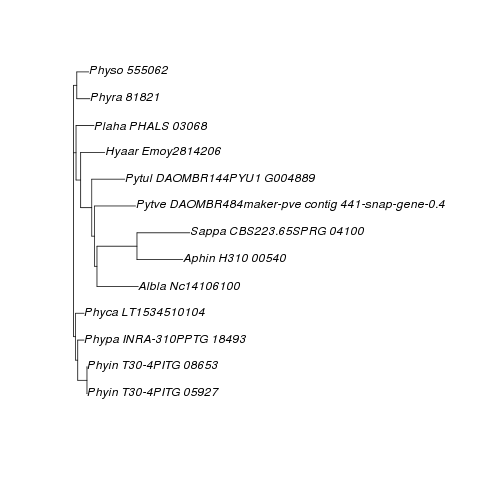 Physo 555062
Phyra 81821
Plaha PHALS 03068
Hyaar Emoy2814206
Pytul DAOMBR144PYU1 G004889
Pytve DAOMBR484maker-pve contig 441-snap-gene-0.4
Sappa CBS223.65SPRG 04100
Aphin H310 00540
Albla Nc14106100
Phyca LT1534510104
Phypa INRA-310PPTG 18493
Phyin T30-4PITG 08653
Phyin T30-4PITG 05927